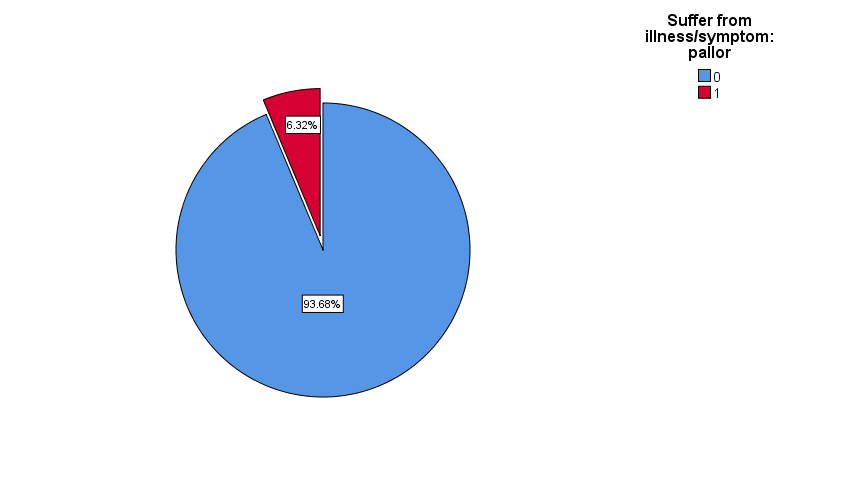 Suffer from
illness/symptom:
pallor
0
1
6.32%
93.68%